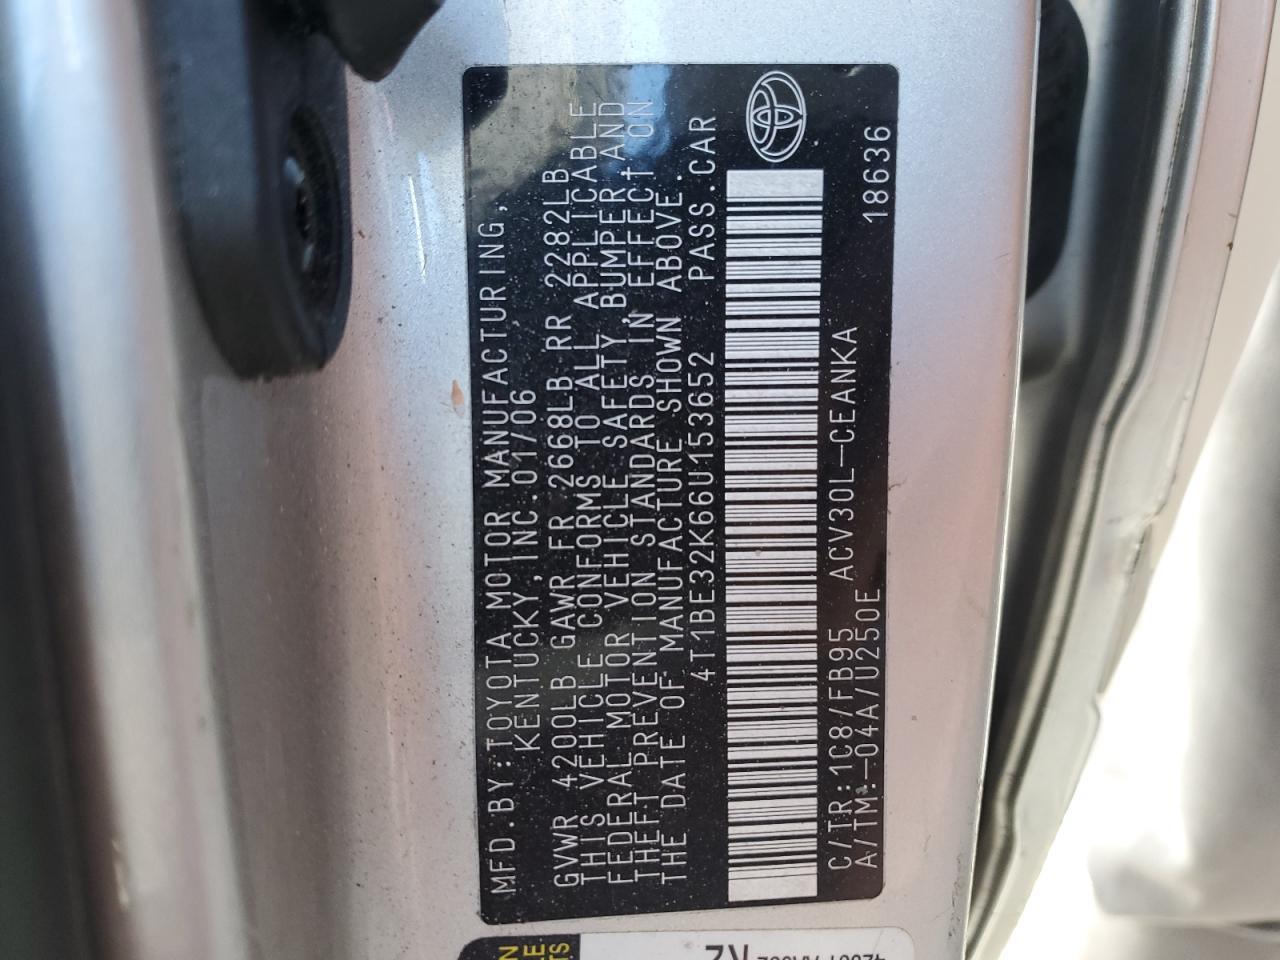 MFD.BY:TOYOTA MOTOR MANUFACTURING,
KENTUCKY,INC.01/06
GVWR 4200LB GAWR FR 2668LB RR 2282LB
THIS VEHICLE CONFORMS TO ALL APPLICABLE
FEDERAL MOTOR VEHICLE SAFETY,BUMPER,AND
THEFT PREVENTION STANDARDS IN EFFECT ON
THE DATE OF MANUFACTURE SHOWN ABOVE.
4T1BE32K66U153652 PASS.CAR
C/TR:1C8/FB95 ACV30L-CEANKA
A/TM:-04A/U250E 18636